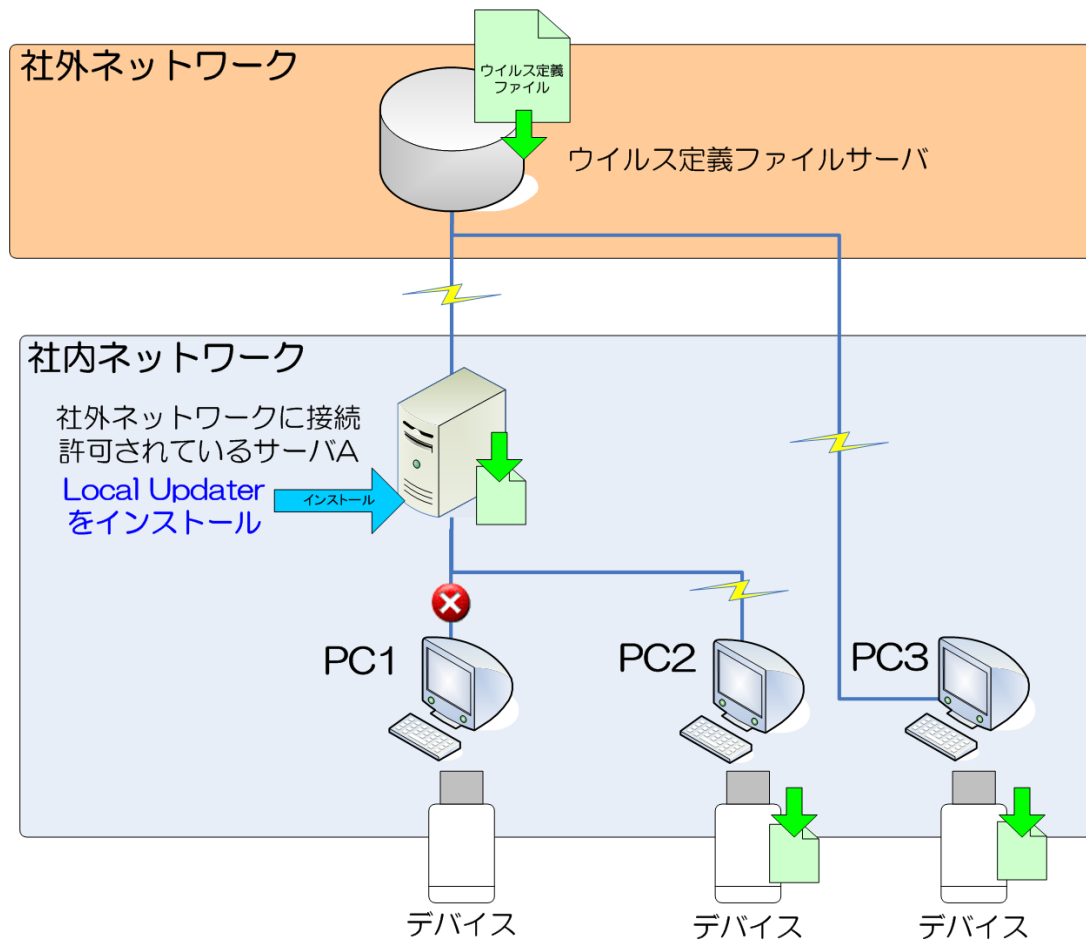 社外ネットワーク
ウイルス定義
ファイル
ウイルス定義ファイルサーバ
社内ネットワーク
社外ネットワークに接続
許可されているサーバA
Local Updater
をインストール
インストール
PC1
PC2
PC3
デバイス
デバイス
デバイス